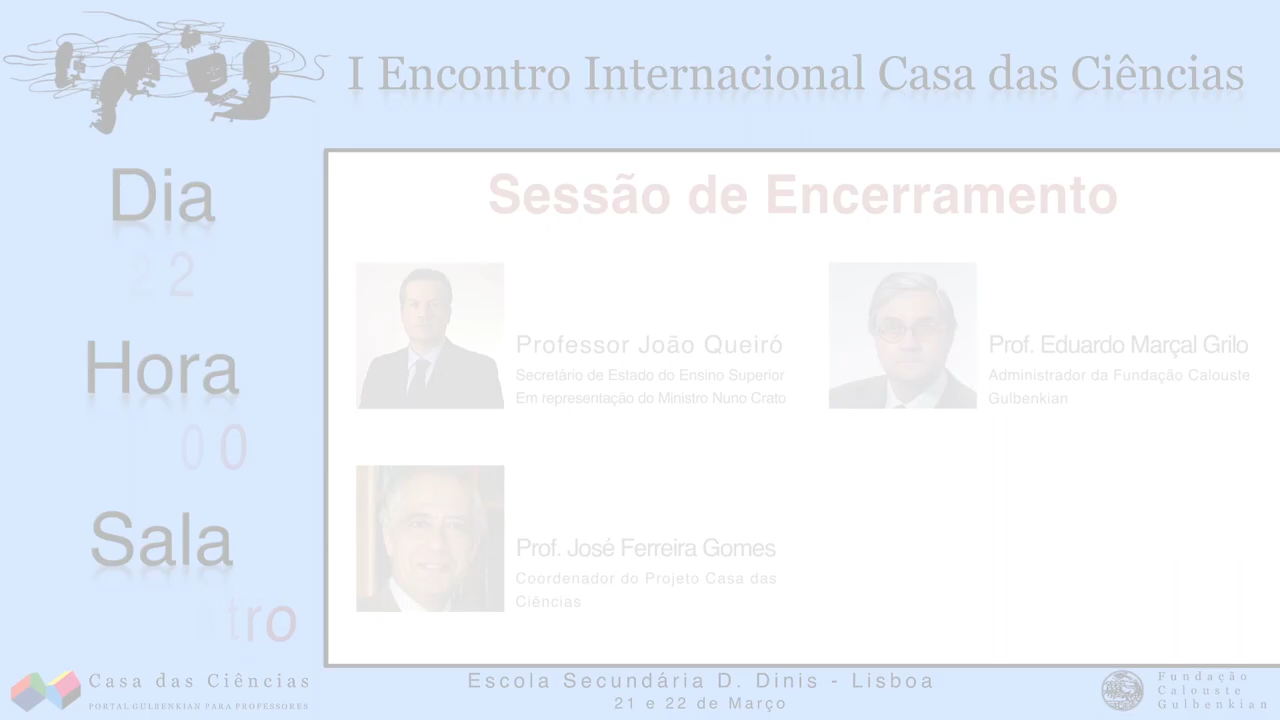 I Encontro Internacional Casa das Ciências
Dia
22
Hora
00
Sala
tro
Sessão de Encerramento
Professor João Queiró
Secretário de Estado do Ensino Superior
Em representação do Ministro Nuno Crato
Prof. Eduardo Marçal Grilo
Administrador da Fundação Calouste
Gulbenkian
Prof. José Ferreira Gomes
Coordenador do Projeto Casa das
Ciências
Casa das Ciências
PORTAL GULBENKIAN PARA PROFESSORES
Escola Secundária D. Dinis - Lisboa
21 e 22 de Março
Fundação
Calouste
Gulbenkian